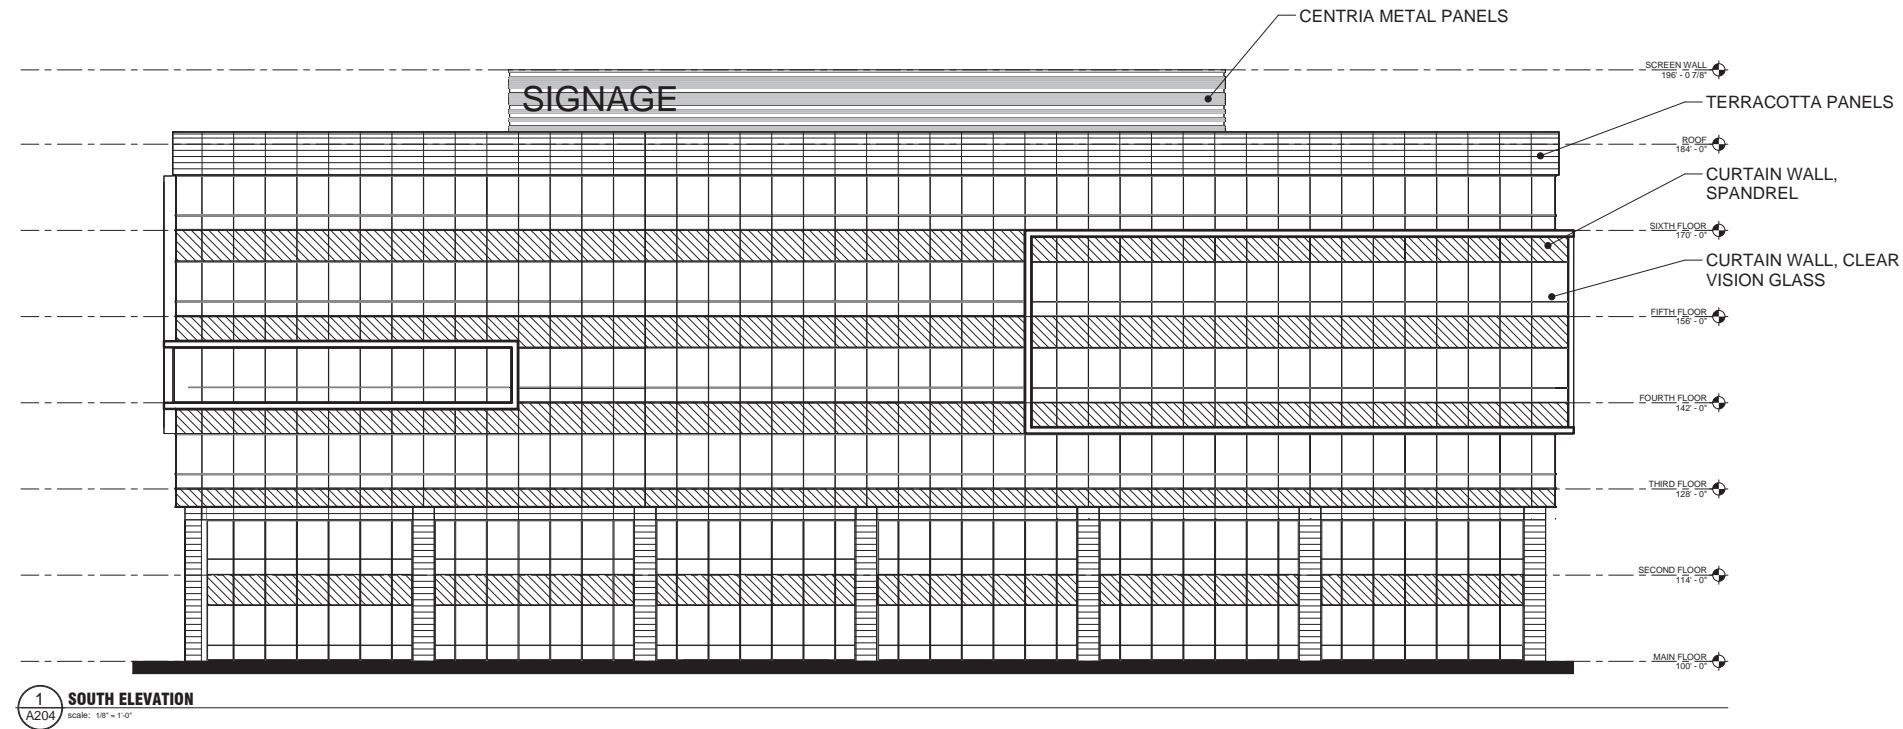 CENTRIA METAL PANELS
SCREEN WALL
196' - 0 7/8"
SIGNAGE
TERRACOTTA PANELS
ROOF
184' - 0"
CURTAIN WALL,
SPANDREL
SIXTH FLOOR
170' - 0"
CURTAIN WALL, CLEAR
VISION GLASS
FIFTH FLOOR
156' - 0"
FOURTH FLOOR
142' - 0"
THIRD FLOOR
128' - 0"
SECOND FLOOR
114' - 0"
MAIN FLOOR
100' - 0"
1
A204
SOUTH ELEVATION
scale: 1/8" = 1'-0"